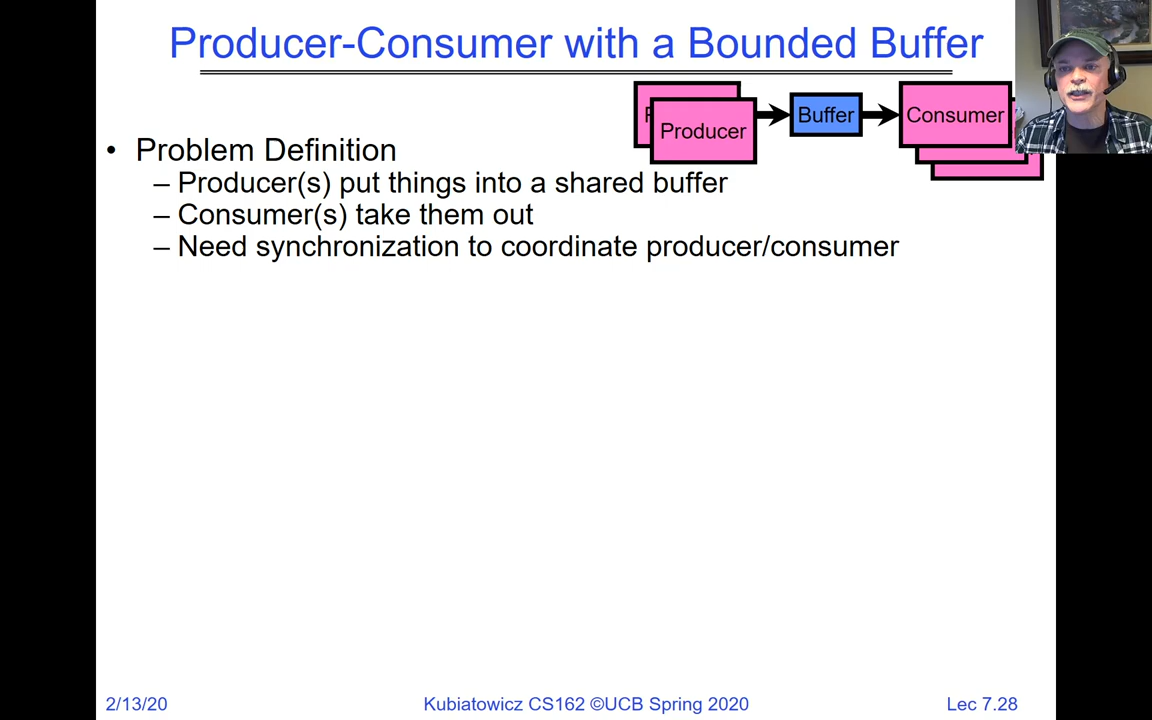 Producer-Consumer with a Bounded Buffer
Producer
Buffer
Consumer
• Problem Definition
– Producer(s) put things into a shared buffer
– Consumer(s) take them out
– Need synchronization to coordinate producer/consumer
2/13/20
Kubiatowicz CS162 ©UCB Spring 2020
Lec 7.28